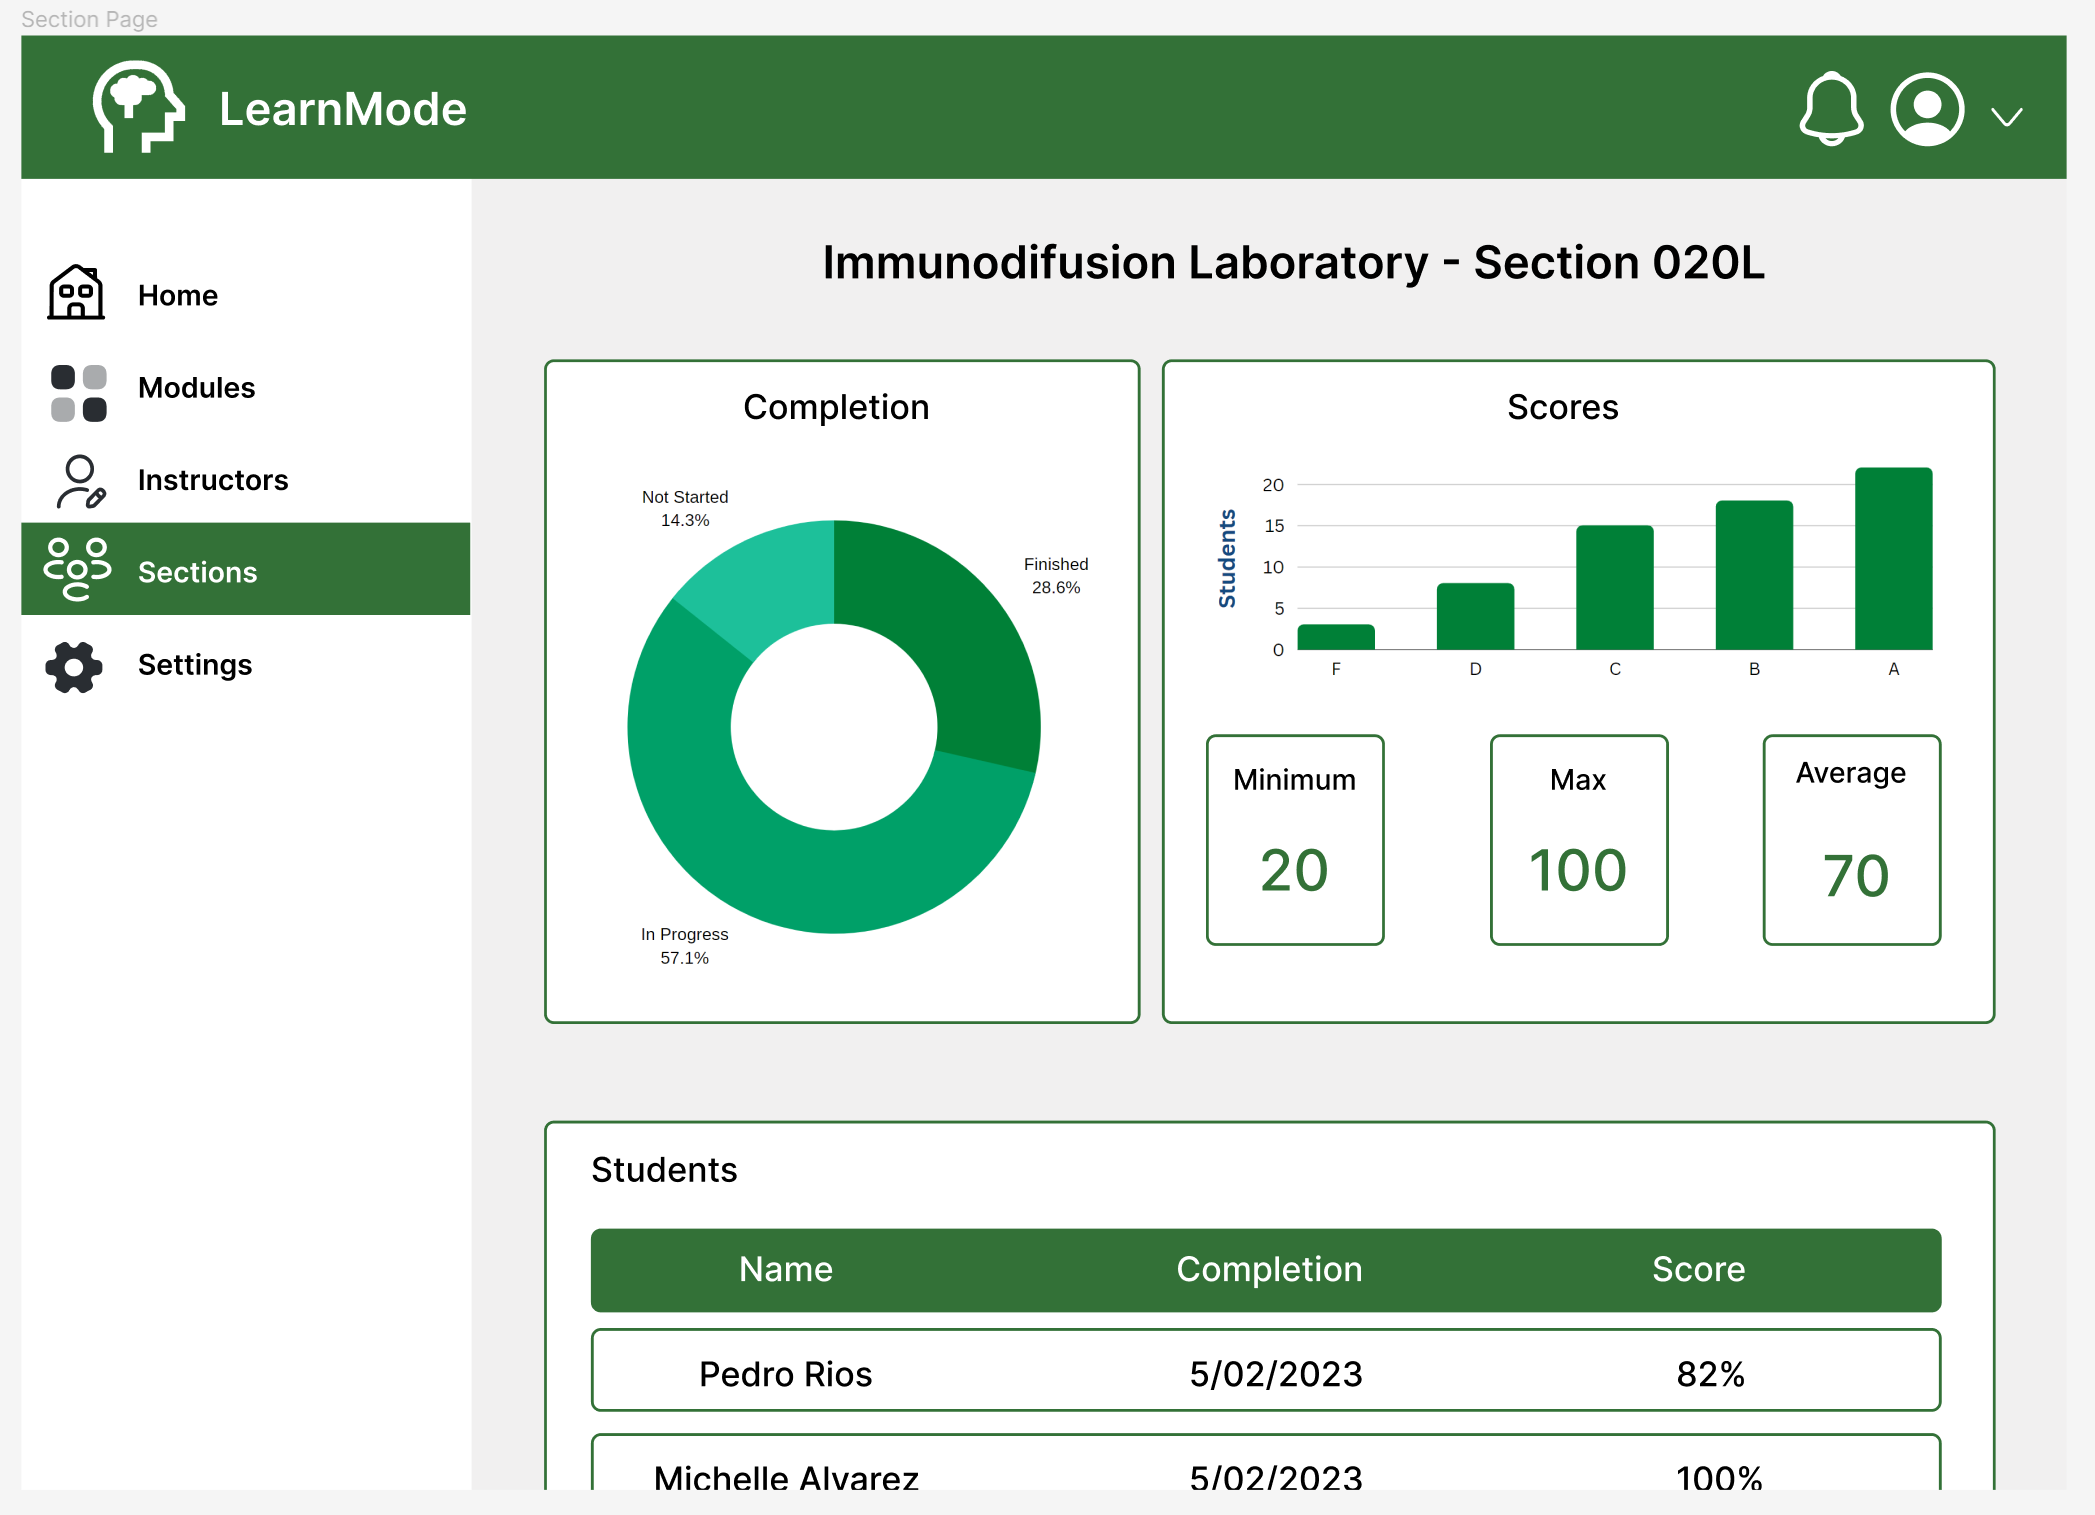 Section Page
LearnMode
Home
Modules
Instructors
Sections
Settings
Immunodifusion Laboratory - Section 020L
Completion
Not Started
14.3%
Finished
28.6%
In Progress
57.1%
Scores
Students
20
15
10
5
0
F D C B A
Minimum
20
Max
100
Average
70
Students
Name Completion Score
Pedro Rios 5/02/2023 82%
Michelle Alvarez 5/02/2023 100%